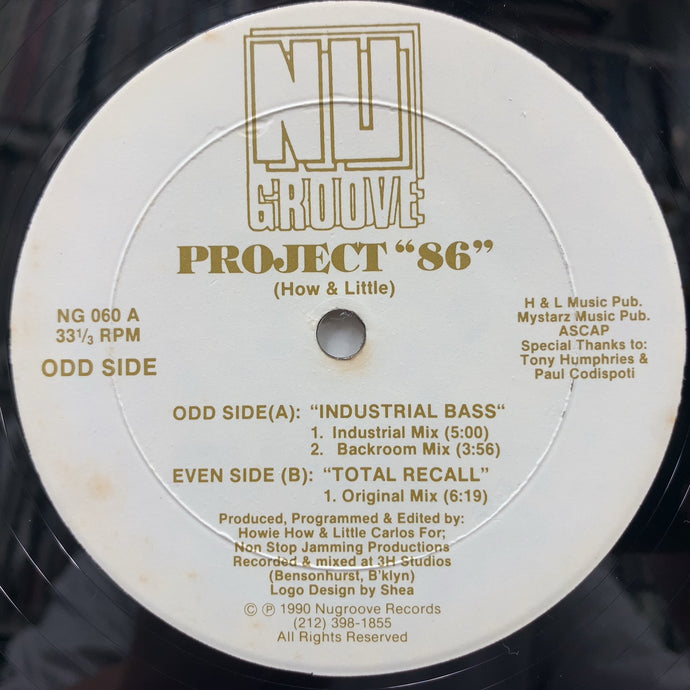 NU
GROOVE
PROJECT “86”
(How & Little)
NG 060 A
33⅓ RPM
ODD SIDE
H & L Music Pub.
Mystarz Music Pub.
ASCAP
Special Thanks to:
Tony Humphries &
Paul Codispoti
ODD SIDE(A): "INDUSTRIAL BASS"
1. Industrial Mix (5:00)
2. Backroom Mix (3:56)
EVEN SIDE (B): "TOTAL RECALL"
1. Original Mix (6:19)
Produced, Programmed & Edited by:
Howie How & Little Carlos For;
Non Stop Jamming Productions
Recorded & mixed at 3H Studios
(Bensonhurst, B'klyn)
Logo Design by Shea
© ℗ 1990 Nugroove Records
(212) 398-1855
All Rights Reserved